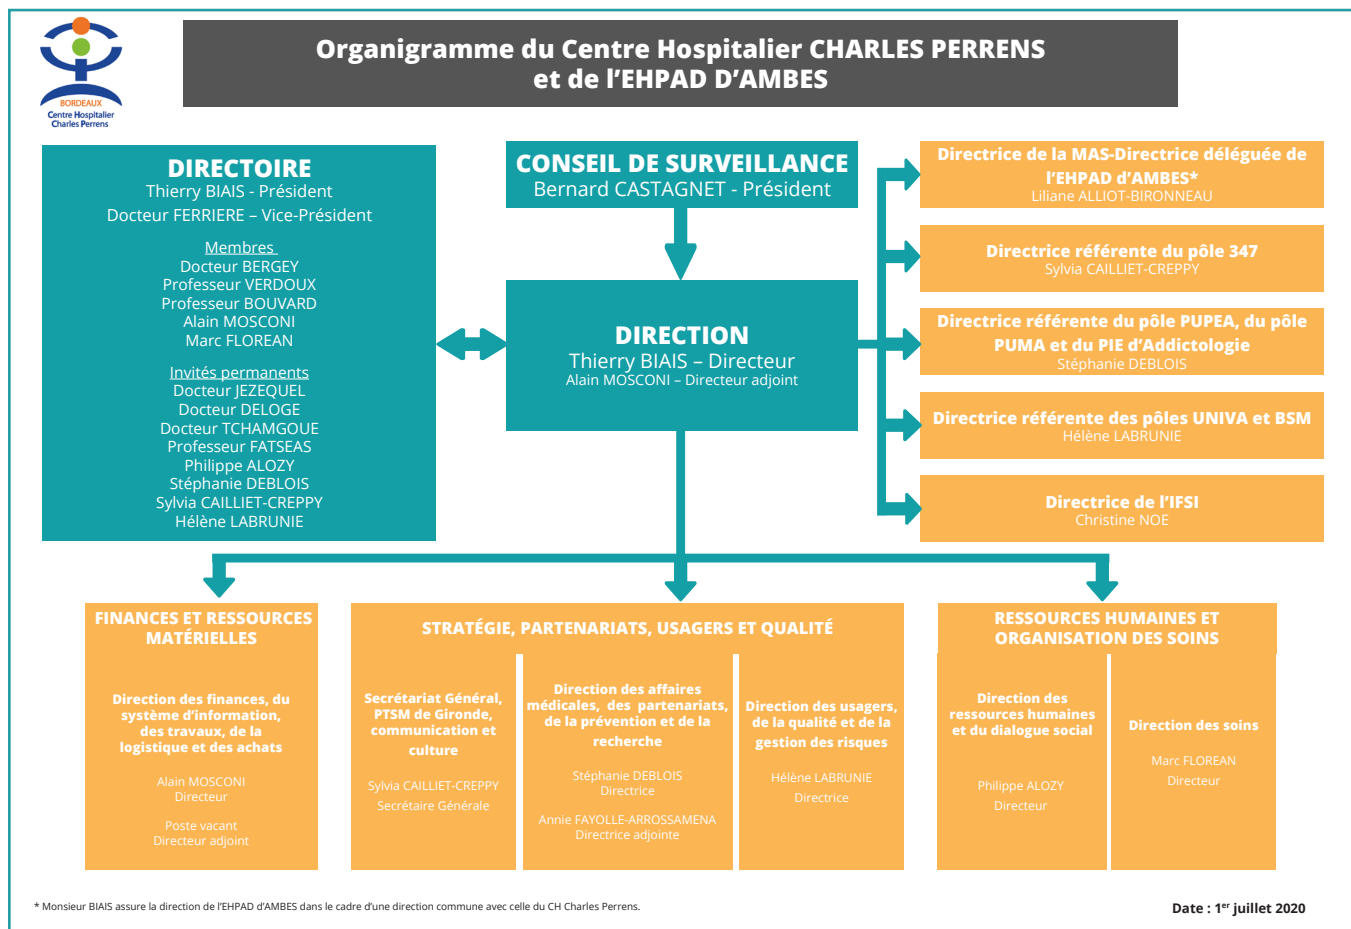 BORDEAUX
Centre Hospitalier
Charles Perrens
Organigramme du Centre Hospitalier CHARLES PERRENS
et de l'EHPAD D'AMBES
DIRECTOIRE
Thierry BIAIS - Président
Docteur FERRIERE – Vice-Président
Membres
Docteur BERGEY
Professeur VERDOUX
Professeur BOUVARD
Alain MOSCONI
Marc FLOREAN
Invités permanents
Docteur JEZEQUEL
Docteur DELOGE
Docteur TCHAMGOUE
Professeur FATSEAS
Philippe ALOZY
Stéphanie DEBLOIS
Sylvia CAILLIET-CREPPY
Hélène LABRUNIE
CONSEIL DE SURVEILLANCE
Bernard CASTAGNET - Président
DIRECTION
Thierry BIAIS – Directeur
Alain MOSCONI – Directeur adjoint
Directrice de la MAS-Directrice déléguée de
l'EHPAD d'AMBES*
Liliane ALLIOT-BIRONNEAU
Directrice référente du pôle 347
Sylvia CAILLIET-CREPPY
Directrice référente du pôle PUPEA, du pôle
PUMA et du PIE d'Addictologie
Stéphanie DEBLOIS
Directrice référente des pôles UNIVA et BSM
Hélène LABRUNIE
Directrice de l'IFSI
Christine NOE
FINANCES ET RESSOURCES
MATÉRIELLES
Direction des finances, du
système d'information,
des travaux, de la
logistique et des achats
Alain MOSCONI
Directeur
Poste vacant
Directeur adjoint
STRATÉGIE, PARTENARIATS, USAGERS ET QUALITÉ
Secrétariat Général,
PTSM de Gironde,
communication et
culture
Sylvia CAILLIET-CREPPY
Secrétaire Générale
Direction des affaires
médicales, des partenariats,
de la prévention et de la
recherche
Stéphanie DEBLOIS
Directrice
Annie FAYOLLE-ARROSSAMENA
Directrice adjointe
Direction des usagers,
de la qualité et de la
gestion des risques
Hélène LABRUNIE
Directrice
RESSOURCES HUMAINES ET
ORGANISATION DES SOINS
Direction des
ressources humaines
et du dialogue social
Philippe ALOZY
Directeur
Direction des soins
Marc FLOREAN
Directeur
* Monsieur BIAIS assure la direction de l'EHPAD d'AMBES dans le cadre d'une direction commune avec celle du CH Charles Perrens.
Date : 1er juillet 2020